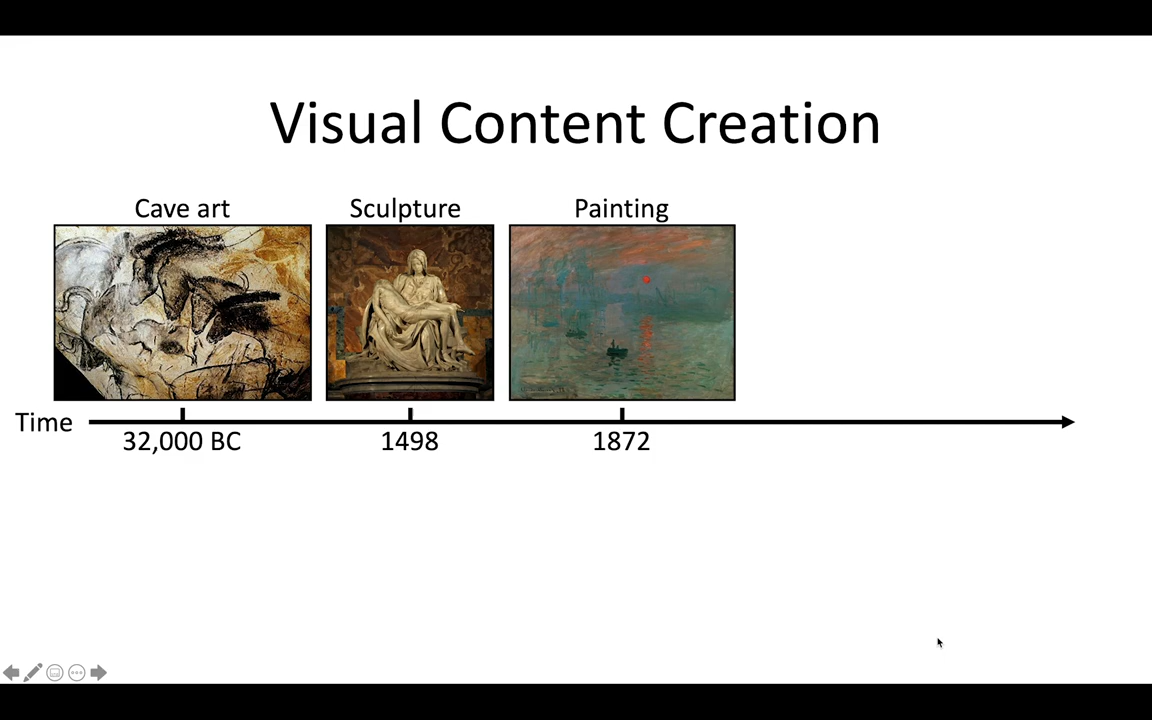 Visual Content Creation
Cave art
Sculpture
Painting
Time
32,000 BC
1498
1872